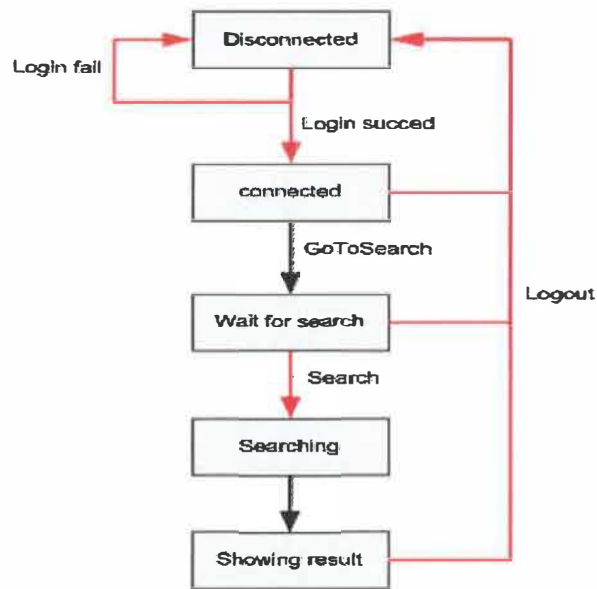 Disconnected
Login fail
Login succed
connected
GoToSearch
Logout
Wait for search
Search
Searching
Showing result